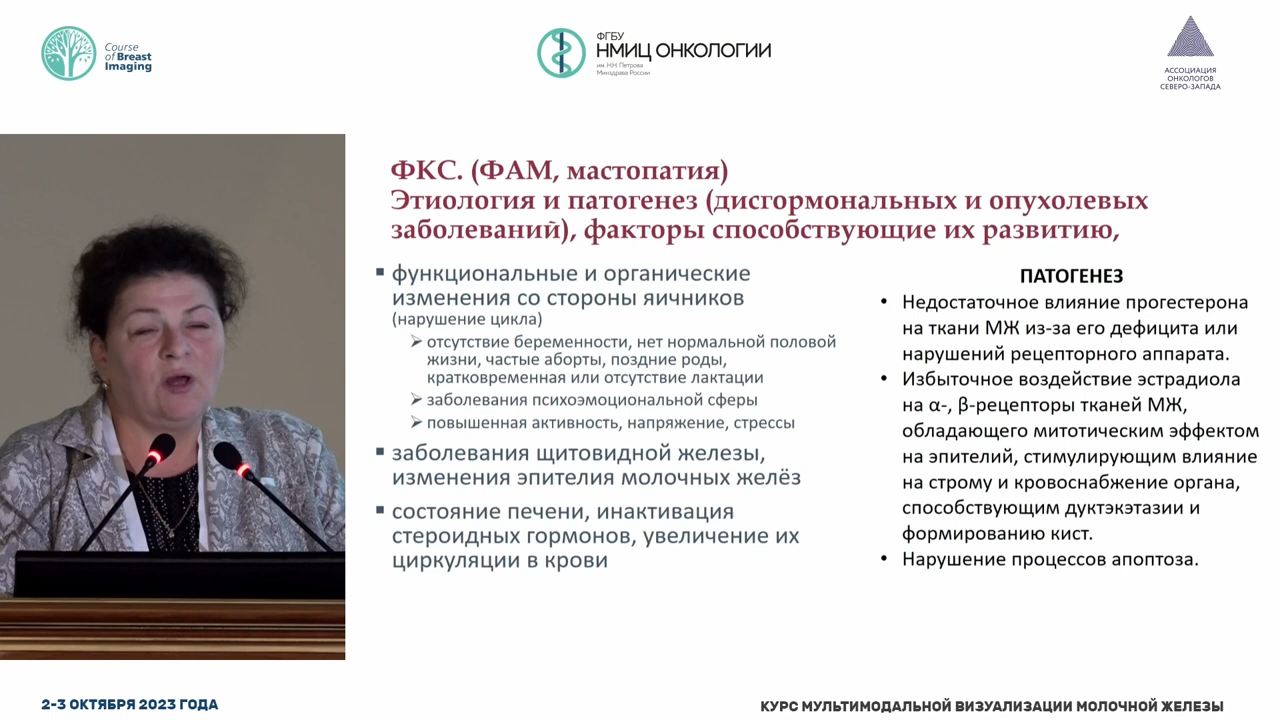 Course
of Breast
Imaging
ФГБУ
НМИЦ ОНКОЛОГИИ
им. Н.Н. Петрова
Минздрава России
АССОЦИАЦИЯ
ОНКОЛОГОВ
СЕВЕРО-ЗАПАДА
ФКС. (ФАМ, мастопатия)
Этиология и патогенез (дисгормональных и опухолевых
заболеваний), факторы способствующие их развитию,
▪ функциональные и органические
изменения со стороны яичников
(нарушение цикла)
➢ отсутствие беременности, нет нормальной половой
жизни, частые аборты, поздние роды,
кратковременная или отсутствие лактации
➢ заболевания психоэмоциональной сферы
➢ повышенная активность, напряжение, стрессы
▪ заболевания щитовидной железы,
изменения эпителия молочных желёз
▪ состояние печени, инактивация
стероидных гормонов, увеличение их
циркуляции в крови
ПАТОГЕНЕЗ
• Недостаточное влияние прогестерона
на ткани МЖ из-за его дефицита или
нарушений рецепторного аппарата.
• Избыточное воздействие эстрадиола
на α-, β-рецепторы тканей МЖ,
обладающего митотическим эффектом
на эпителий, стимулирующим влияние
на строму и кровоснабжение органа,
способствующим дуктэкэтазии и
формированию кист.
• Нарушение процессов апоптоза.
2-3 ОКТЯБРЯ 2023 ГОДА
КУРС МУЛЬТИМОДАЛЬНОЙ ВИЗУАЛИЗАЦИИ МОЛОЧНОЙ ЖЕЛЕЗЫ